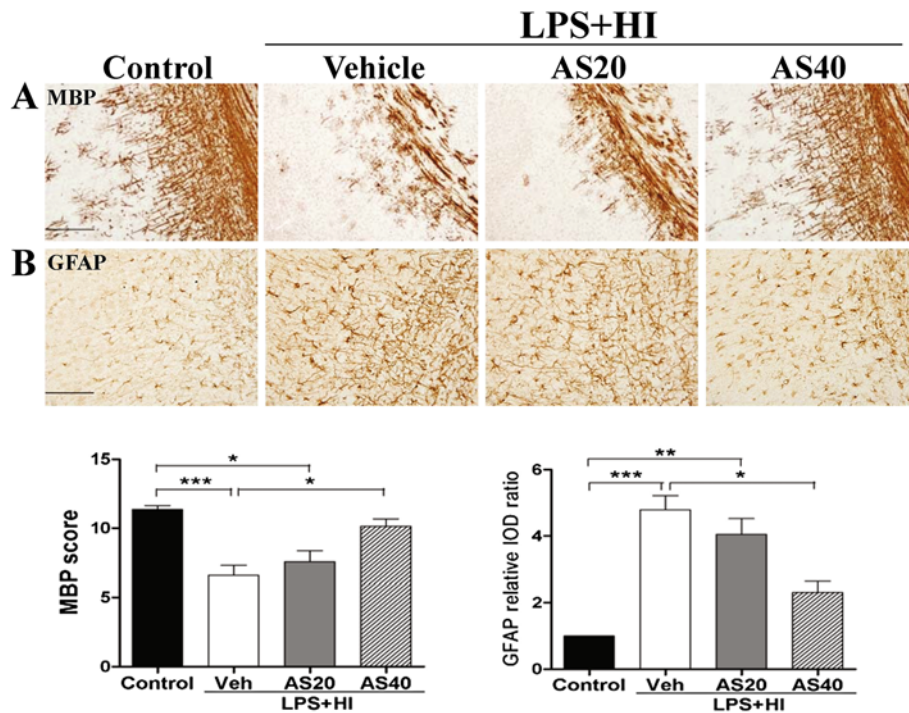 LPS+HI
Control Vehicle AS20 AS40
A MBP
B GFAP
15
10
5
0
MBP score
*
***
*
Control Veh AS20 AS40
LPS+HI
6
4
2
0
GFAP relative IOD ratio
**
***
*
Control Veh AS20 AS40
LPS+HI